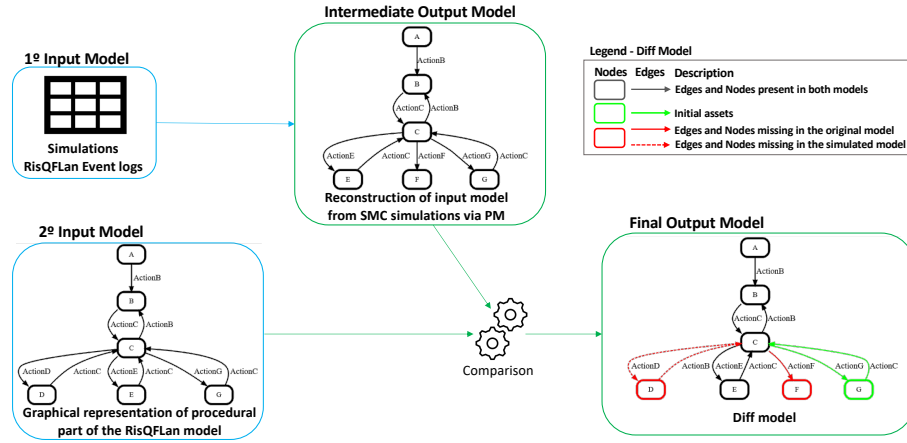 Intermediate Output Model
A
ActionB
B
ActionC
ActionB
C
ActionE
ActionC
ActionF
ActionG
ActionC
E
F
G
Reconstruction of input model
from SMC simulations via PM
1º Input Model
Simulations
RisQFLan Event logs
Legend - Diff Model
Nodes Edges Description
Edges and Nodes present in both models
Initial assets
Edges and Nodes missing in the original model
Edges and Nodes missing in the simulated model
2º Input Model
A
ActionB
B
ActionC
ActionB
C
ActionD
ActionC
ActionE
ActionC
ActionG
ActionC
D
E
G
Graphical representation of procedural
part of the RisQFLan model
Comparison
Final Output Model
A
ActionB
B
ActionC
ActionB
C
ActionD
ActionB
ActionE
ActionC
ActionF
ActionG
ActionC
D
E
F
G
Diff model